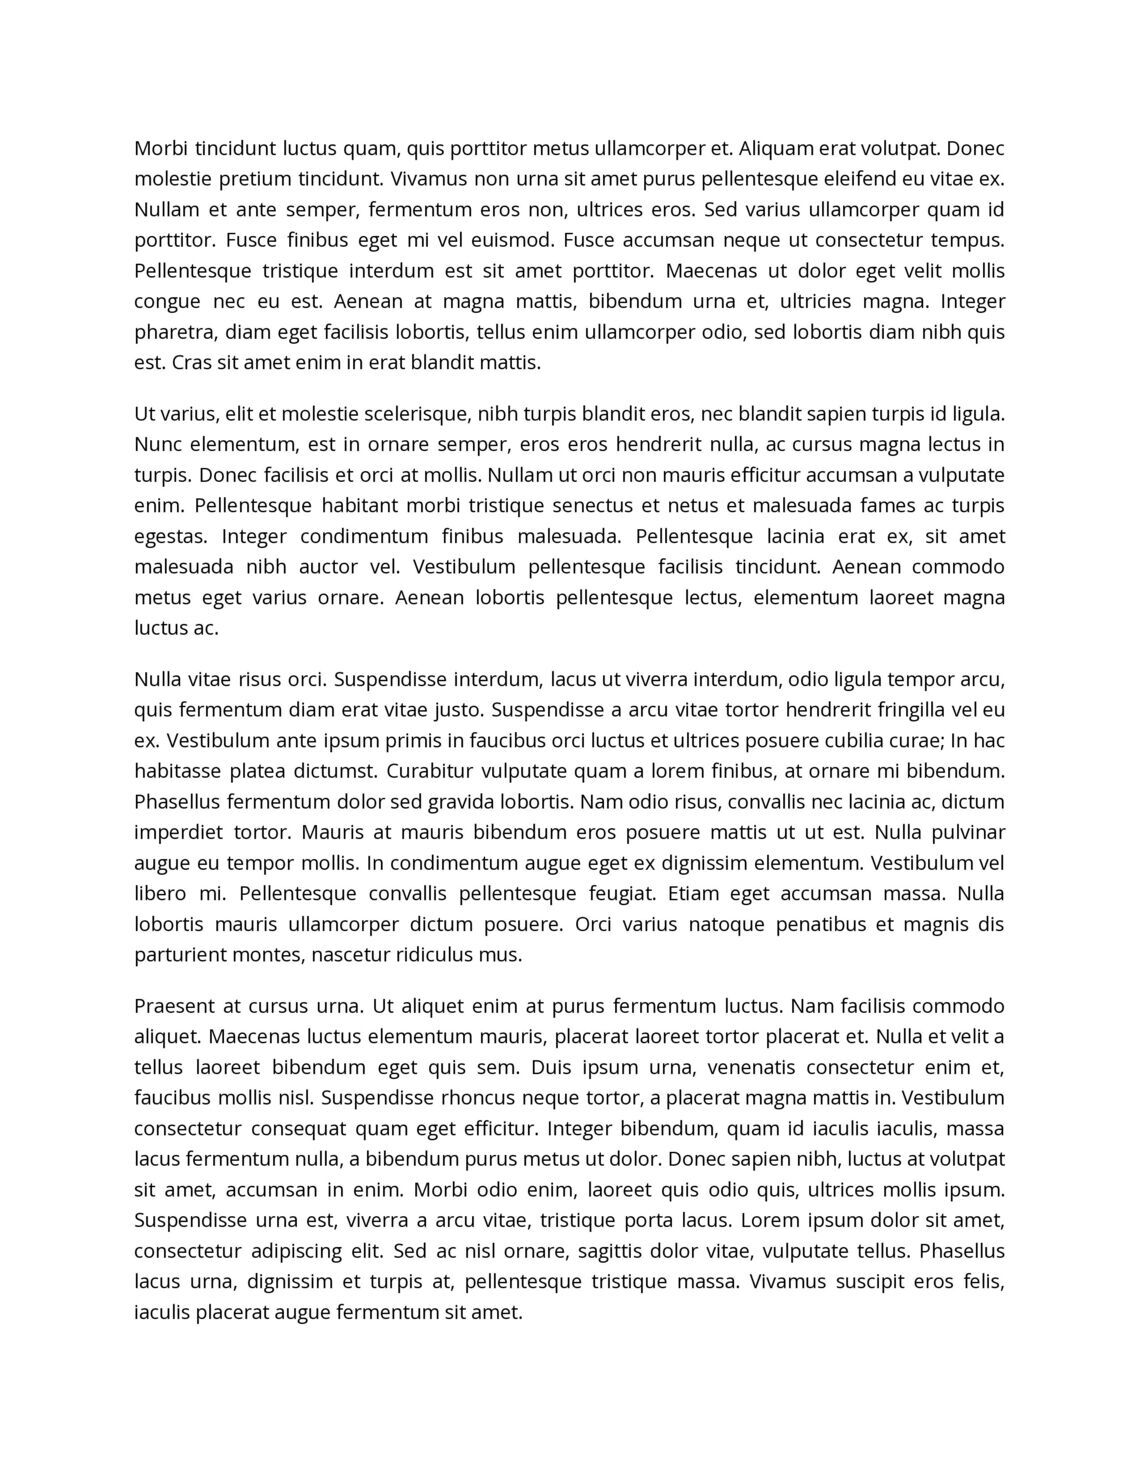 Morbi tincidunt luctus quam, quis porttitor metus ullamcorper et. Aliquam erat volutpat. Donec
molestie pretium tincidunt. Vivamus non urna sit amet purus pellentesque eleifend eu vitae ex.
Nullam et ante semper, fermentum eros non, ultrices eros. Sed varius ullamcorper quam id
porttitor. Fusce finibus eget mi vel euismod. Fusce accumsan neque ut consectetur tempus.
Pellentesque tristique interdum est sit amet porttitor. Maecenas ut dolor eget velit mollis
congue nec eu est. Aenean at magna mattis, bibendum urna et, ultricies magna. Integer
pharetra, diam eget facilisis lobortis, tellus enim ullamcorper odio, sed lobortis diam nibh quis
est. Cras sit amet enim in erat blandit mattis.
Ut varius, elit et molestie scelerisque, nibh turpis blandit eros, nec blandit sapien turpis id ligula.
Nunc elementum, est in ornare semper, eros eros hendrerit nulla, ac cursus magna lectus in
turpis. Donec facilisis et orci at mollis. Nullam ut orci non mauris efficitur accumsan a vulputate
enim. Pellentesque habitant morbi tristique senectus et netus et malesuada fames ac turpis
egestas. Integer condimentum finibus malesuada. Pellentesque lacinia erat ex, sit amet
malesuada nibh auctor vel. Vestibulum pellentesque facilisis tincidunt. Aenean commodo
metus eget varius ornare. Aenean lobortis pellentesque lectus, elementum laoreet magna
luctus ac.
Nulla vitae risus orci. Suspendisse interdum, lacus ut viverra interdum, odio ligula tempor arcu,
quis fermentum diam erat vitae justo. Suspendisse a arcu vitae tortor hendrerit fringilla vel eu
ex. Vestibulum ante ipsum primis in faucibus orci luctus et ultrices posuere cubilia curae; In hac
habitasse platea dictumst. Curabitur vulputate quam a lorem finibus, at ornare mi bibendum.
Phasellus fermentum dolor sed gravida lobortis. Nam odio risus, convallis nec lacinia ac, dictum
imperdiet tortor. Mauris at mauris bibendum eros posuere mattis ut ut est. Nulla pulvinar
augue eu tempor mollis. In condimentum augue eget ex dignissim elementum. Vestibulum vel
libero mi. Pellentesque convallis pellentesque feugiat. Etiam eget accumsan massa. Nulla
lobortis mauris ullamcorper dictum posuere. Orci varius natoque penatibus et magnis dis
parturient montes, nascetur ridiculus mus.
Praesent at cursus urna. Ut aliquet enim at purus fermentum luctus. Nam facilisis commodo
aliquet. Maecenas luctus elementum mauris, placerat laoreet tortor placerat et. Nulla et velit a
tellus laoreet bibendum eget quis sem. Duis ipsum urna, venenatis consectetur enim et,
faucibus mollis nisl. Suspendisse rhoncus neque tortor, a placerat magna mattis in. Vestibulum
consectetur consequat quam eget efficitur. Integer bibendum, quam id iaculis iaculis, massa
lacus fermentum nulla, a bibendum purus metus ut dolor. Donec sapien nibh, luctus at volutpat
sit amet, accumsan in enim. Morbi odio enim, laoreet quis odio quis, ultrices mollis ipsum.
Suspendisse urna est, viverra a arcu vitae, tristique porta lacus. Lorem ipsum dolor sit amet,
consectetur adipiscing elit. Sed ac nisl ornare, sagittis dolor vitae, vulputate tellus. Phasellus
lacus urna, dignissim et turpis at, pellentesque tristique massa. Vivamus suscipit eros felis,
iaculis placerat augue fermentum sit amet.